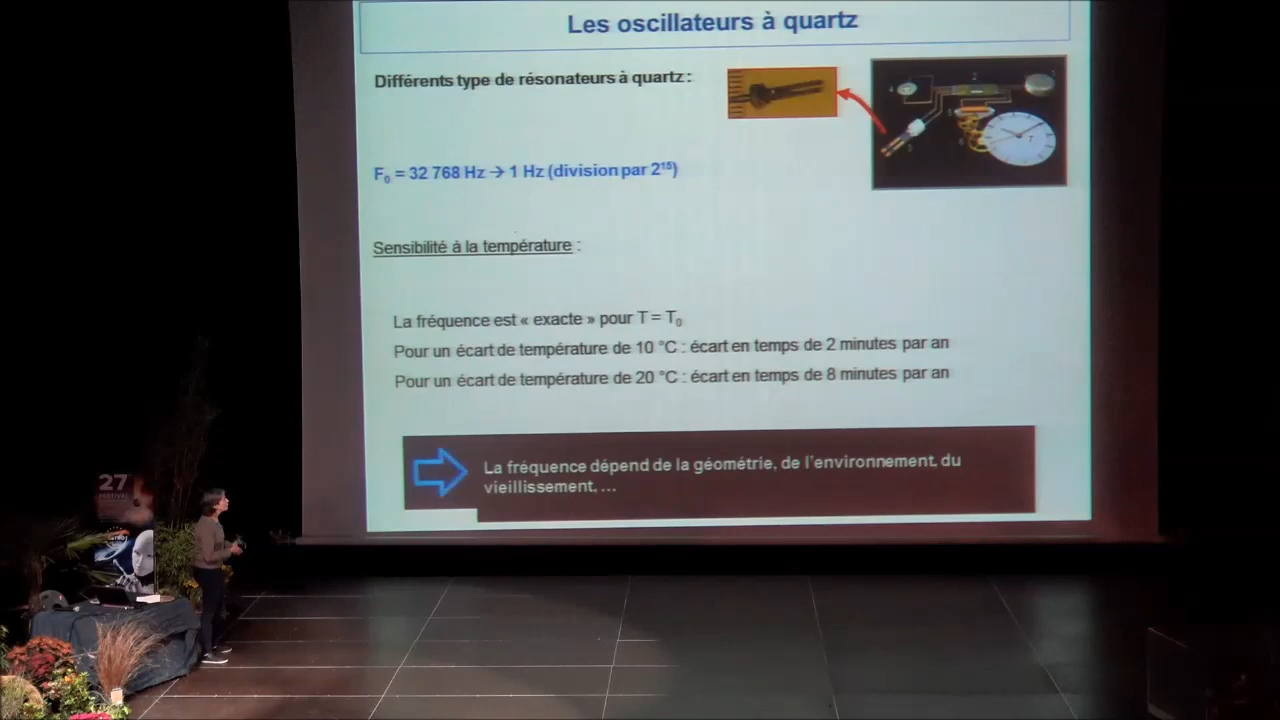 Les oscillateurs à quartz
Différents type de résonateurs à quartz :
F₀ = 32 768 Hz → 1 Hz (division par 2¹⁵)
Sensibilité à la température :
La fréquence est « exacte » pour T = T₀
Pour un écart de température de 10 °C : écart en temps de 2 minutes par an
Pour un écart de température de 20 °C : écart en temps de 8 minutes par an
La fréquence dépend de la géométrie, de l'environnement, du
vieillissement, ...
27
FESTIVAL